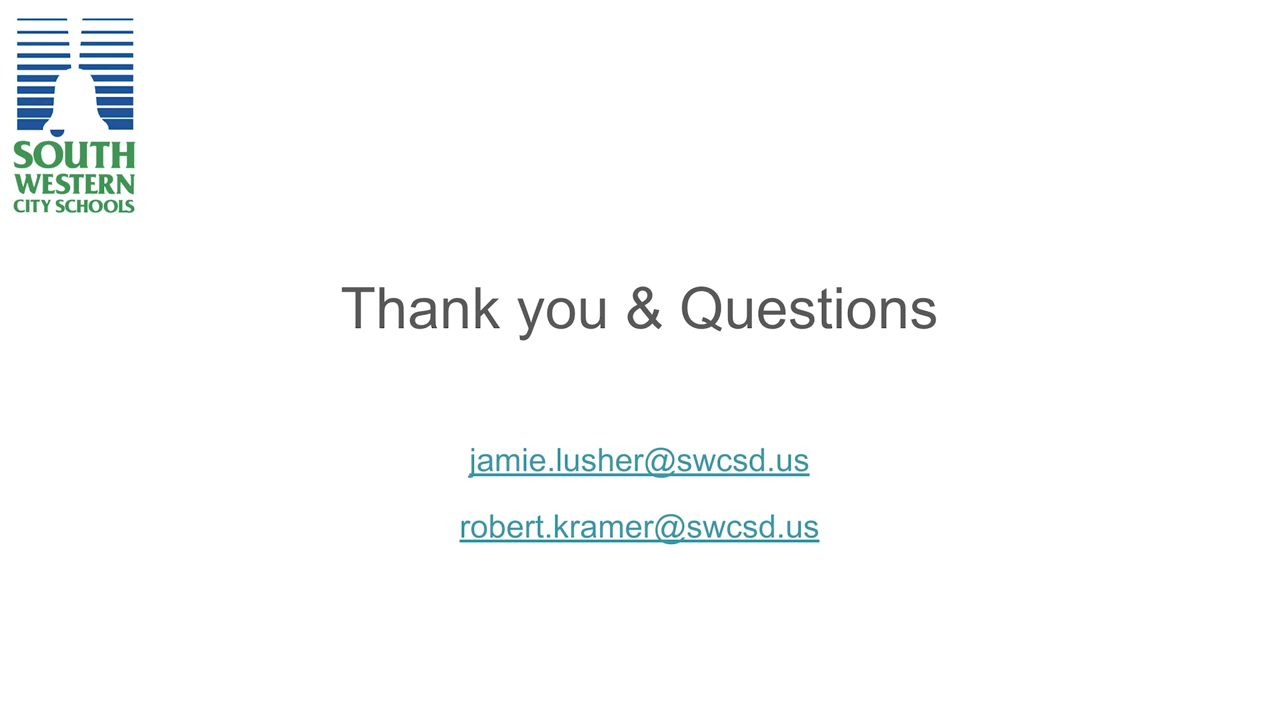 SOUTH
WESTERN
CITY SCHOOLS
Thank you & Questions
jamie.lusher@swcsd.us
robert.kramer@swcsd.us